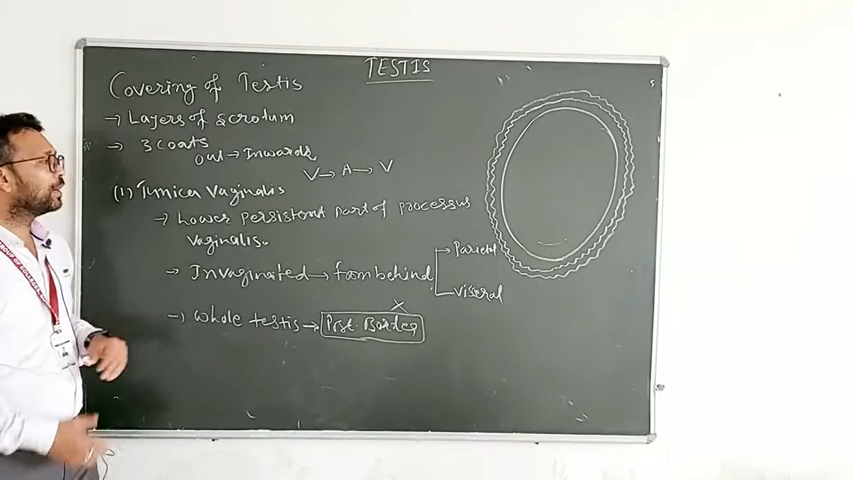 TESTIS
Covering of Testis
→ Layers of scrotum
→ 3 coats
out → Inwards
V → A → V
(1) Tunica Vaginalis
→ Lower persistent part of processus
vaginalis.
→ Invaginated → from behind
→ Parietal
→ Visceral
→ Whole testis → Post. Border
X